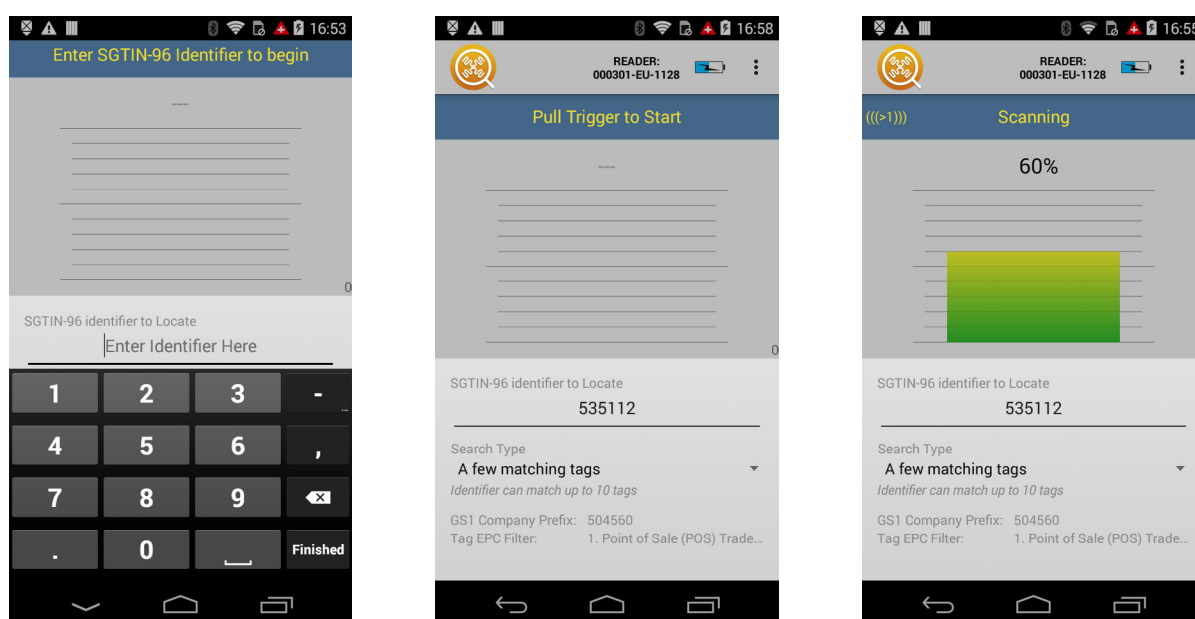 16:53
Enter SGTIN-96 Identifier to begin
---
0
SGTIN-96 identifier to Locate
Enter Identifier Here
1 2 3 -
...
4 5 6 ,
7 8 9
. 0 Finished
16:58
READER:
000301-EU-1128
Pull Trigger to Start
---
0
SGTIN-96 identifier to Locate
535112
Search Type
A few matching tags
Identifier can match up to 10 tags
GS1 Company Prefix: 504560
Tag EPC Filter: 1. Point of Sale (POS) Trade...
16:55
READER:
000301-EU-1128
(((>1))) Scanning
60%
SGTIN-96 identifier to Locate
535112
Search Type
A few matching tags
Identifier can match up to 10 tags
GS1 Company Prefix: 504560
Tag EPC Filter: 1. Point of Sale (POS) Trade...